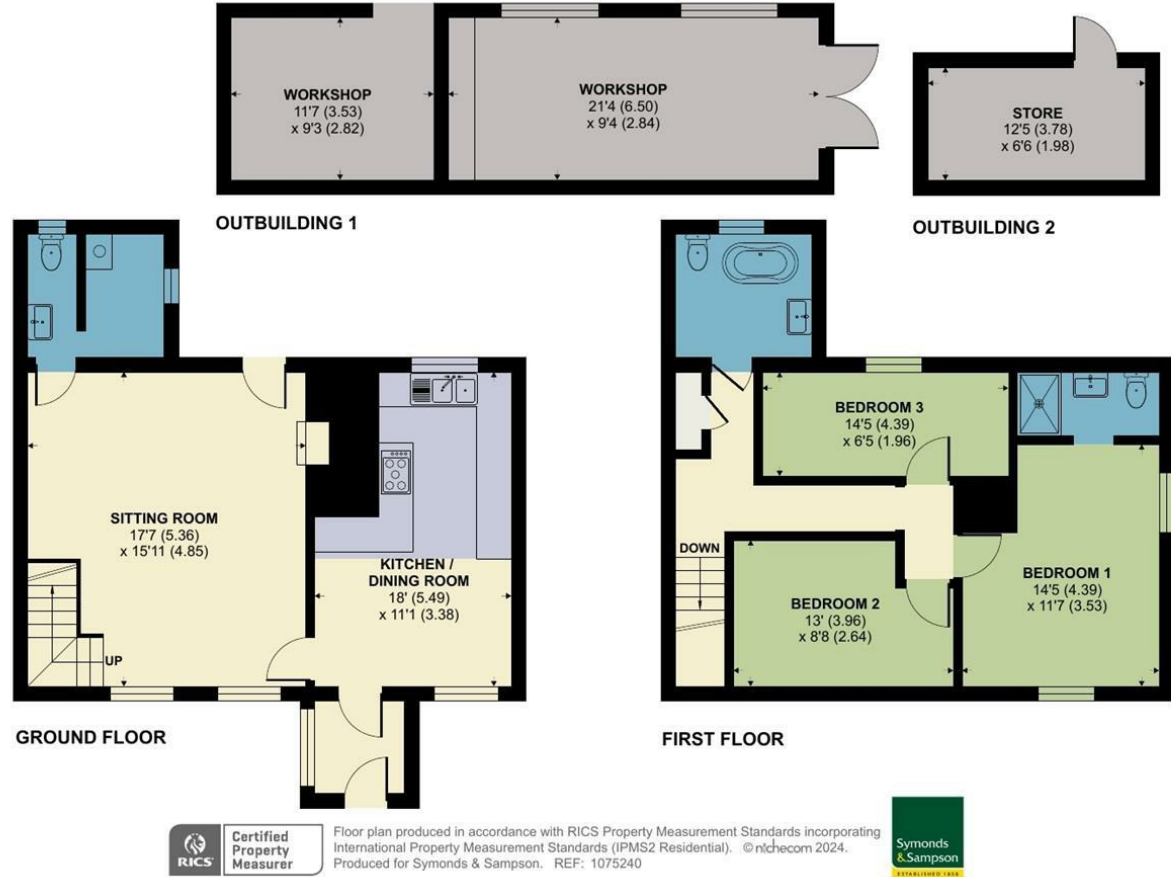 WORKSHOP
11'7 (3.53)
x 9'3 (2.82)
WORKSHOP
21'4 (6.50)
x 9'4 (2.84)
STORE
12'5 (3.78)
x 6'6 (1.98)
OUTBUILDING 1
OUTBUILDING 2
SITTING ROOM
17'7 (5.36)
x 15'11 (4.85)
KITCHEN /
DINING ROOM
18' (5.49)
x 11'1 (3.38)
UP
GROUND FLOOR
BEDROOM 3
14'5 (4.39)
x 6'5 (1.96)
DOWN
BEDROOM 2
13' (3.96)
x 8'8 (2.64)
BEDROOM 1
14'5 (4.39)
x 11'7 (3.53)
FIRST FLOOR
RICS
Certified
Property
Measurer
Floor plan produced in accordance with RICS Property Measurement Standards incorporating
International Property Measurement Standards (IPMS2 Residential). © nichecom 2024.
Produced for Symonds & Sampson. REF: 1075240
Symonds
&Sampson
ESTABLISHED 1858